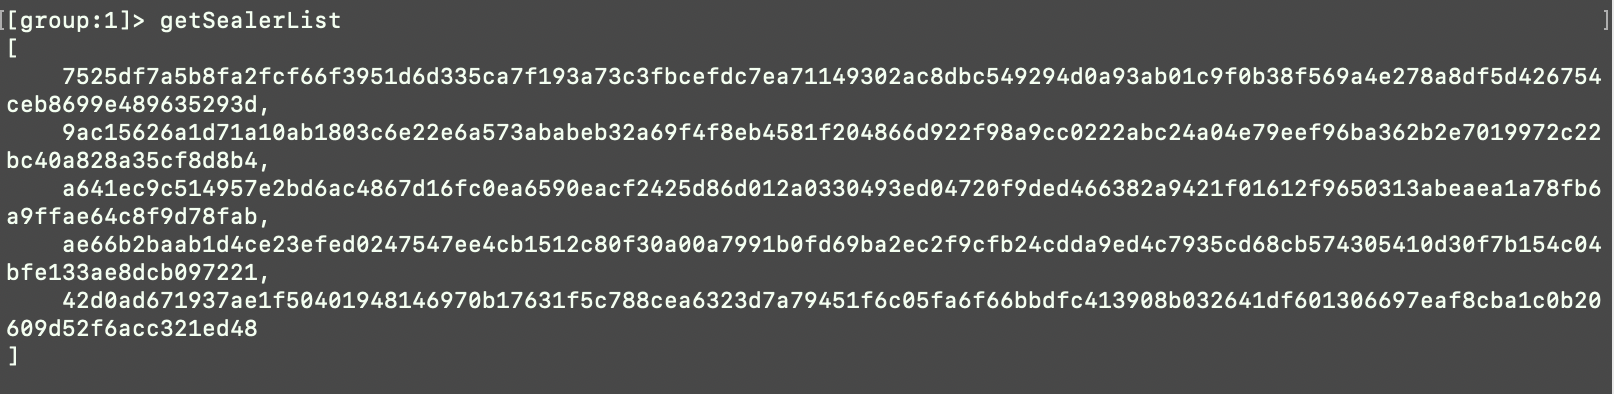 [[group:1]> getSealerList ]
[
    7525df7a5b8fa2fcf66f3951d6d335ca7f193a73c3fbcefdc7ea71149302ac8dbc549294d0a93ab01c9f0b38f569a4e278a8df5d426754
ceb8699e489635293d,
    9ac15626a1d71a10ab1803c6e22e6a573ababeb32a69f4f8eb4581f204866d922f98a9cc0222abc24a04e79eef96ba362b2e7019972c22
bc40a828a35cf8d8b4,
    a641ec9c514957e2bd6ac4867d16fc0ea6590eacf2425d86d012a0330493ed04720f9ded466382a9421f01612f9650313abeaea1a78fb6
a9ffae64c8f9d78fab,
    ae66b2baab1d4ce23efed0247547ee4cb1512c80f30a00a7991b0fd69ba2ec2f9cfb24cdda9ed4c7935cd68cb574305410d30f7b154c04
bfe133ae8dcb097221,
    42d0ad671937ae1f50401948146970b17631f5c788cea6323d7a79451f6c05fa6f66bbdfc413908b032641df601306697eaf8cba1c0b20
609d52f6acc321ed48
]